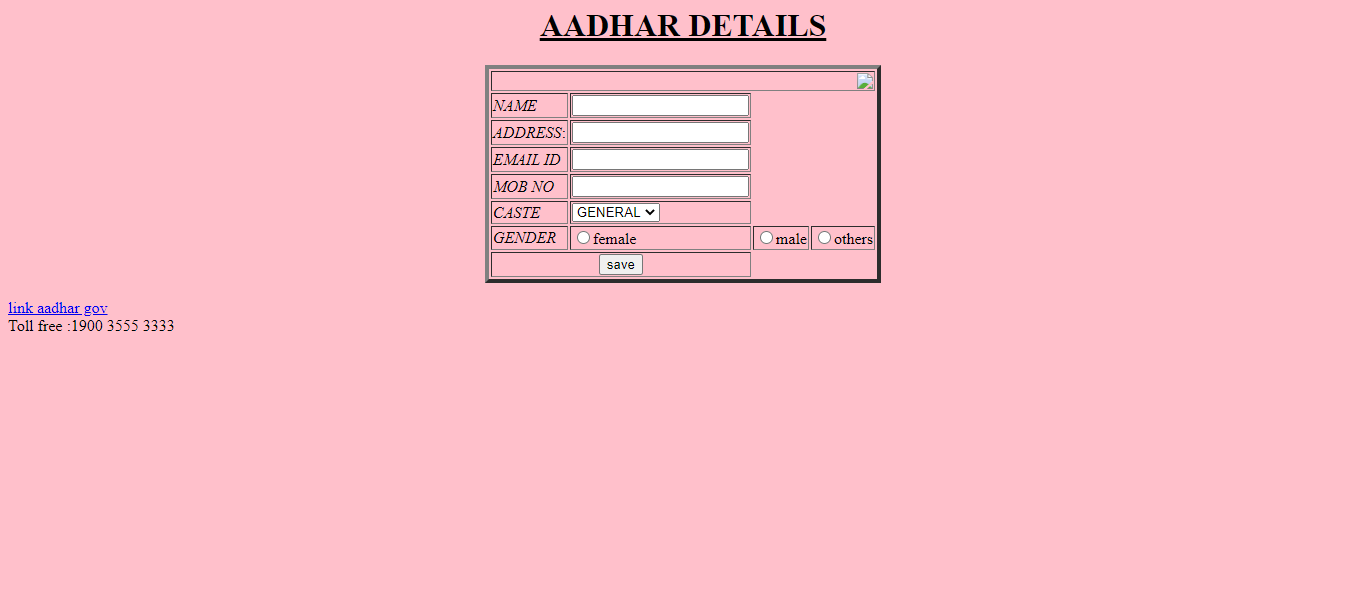 AADHAR DETAILS
NAME
ADDRESS:
EMAIL ID
MOB NO
CASTE GENERAL
GENDER female male others
save
link aadhar gov
Toll free :1900 3555 3333